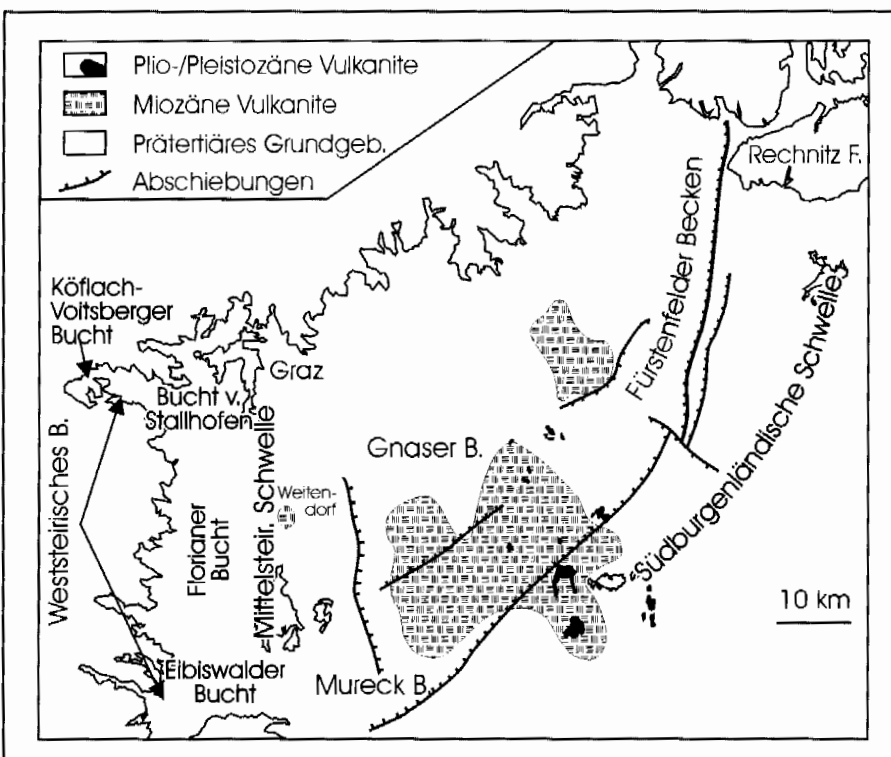 Plio-/Pleistozäne Vulkanite
Miozäne Vulkanite
Prätertiäres Grundgeb.
Abschiebungen
Rechnitz F.
Fürstenfelder Becken
Südburgenländische Schwelle
Köflach-
Voitsberger
Bucht
Graz
Bucht v.
Stallhofen
Weststeirisches B.
Florianer
Bucht
Mittelsteir. Schwelle
Weiten-
dorf
Gnaser B.
Eibiswalder
Bucht
Mureck B.
10 km